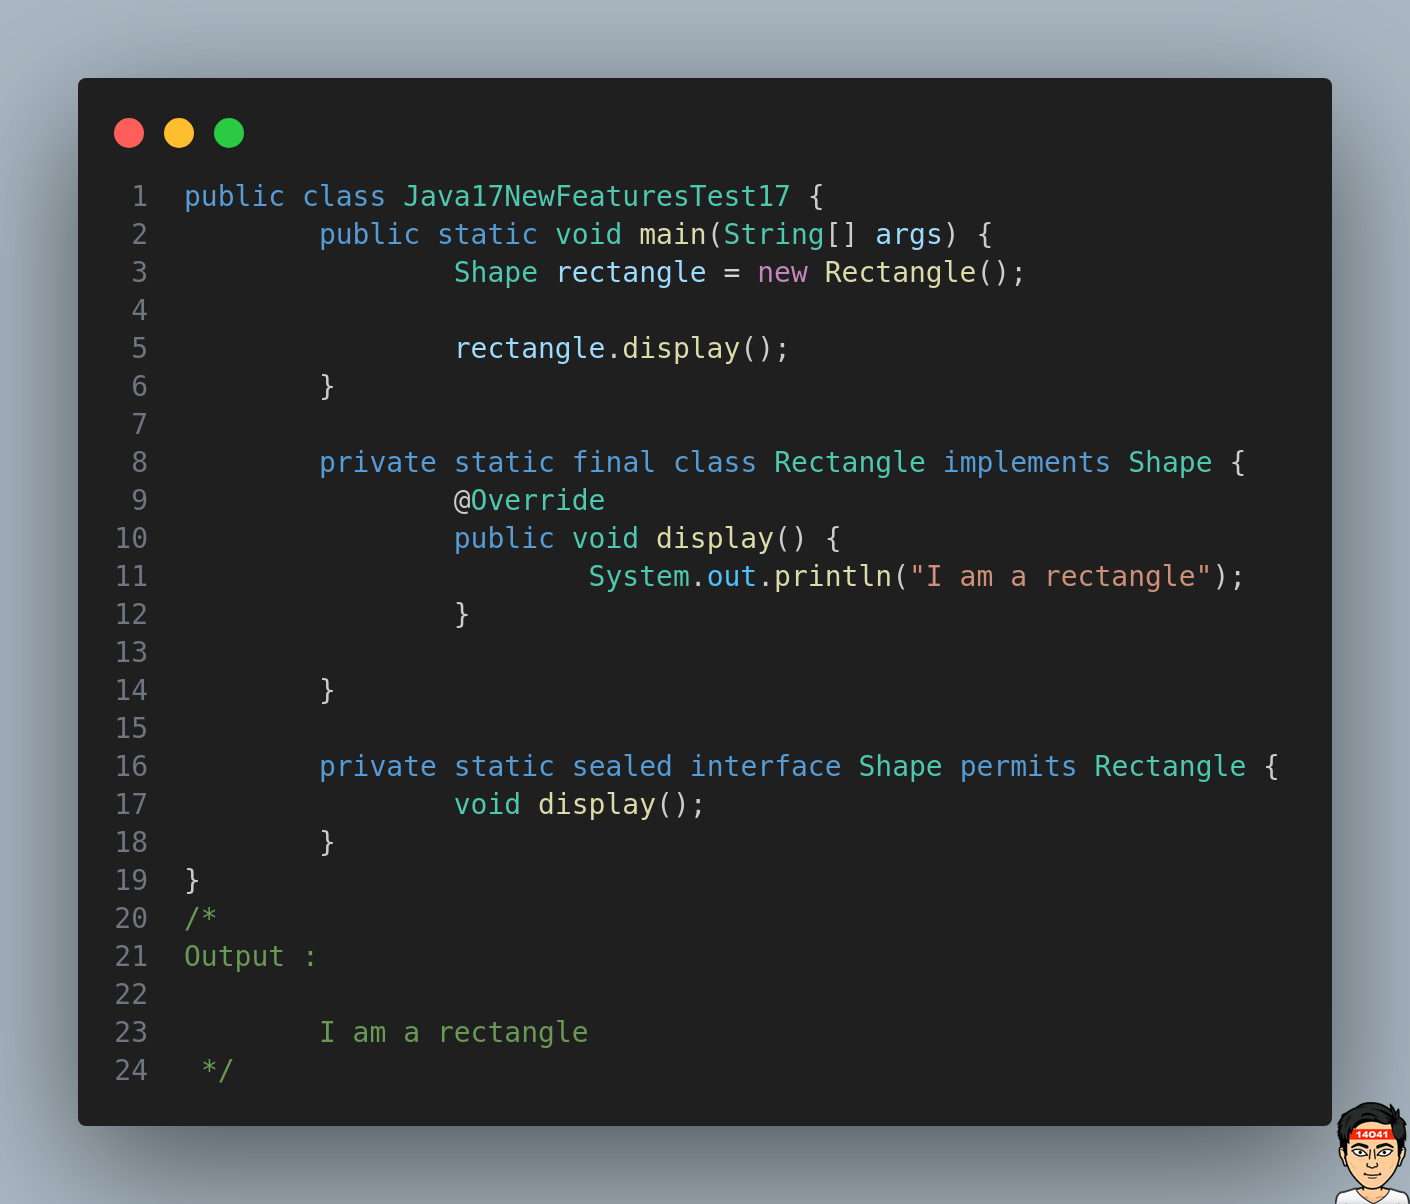 1 public class Java17NewFeaturesTest17 {
2         public static void main(String[] args) {
3                 Shape rectangle = new Rectangle();
4
5                 rectangle.display();
6         }
7
8         private static final class Rectangle implements Shape {
9                 @Override
10                 public void display() {
11                         System.out.println("I am a rectangle");
12                 }
13
14         }
15
16         private static sealed interface Shape permits Rectangle {
17                 void display();
18         }
19 }
20 /*
21 Output :
22
23         I am a rectangle
24  */
14041